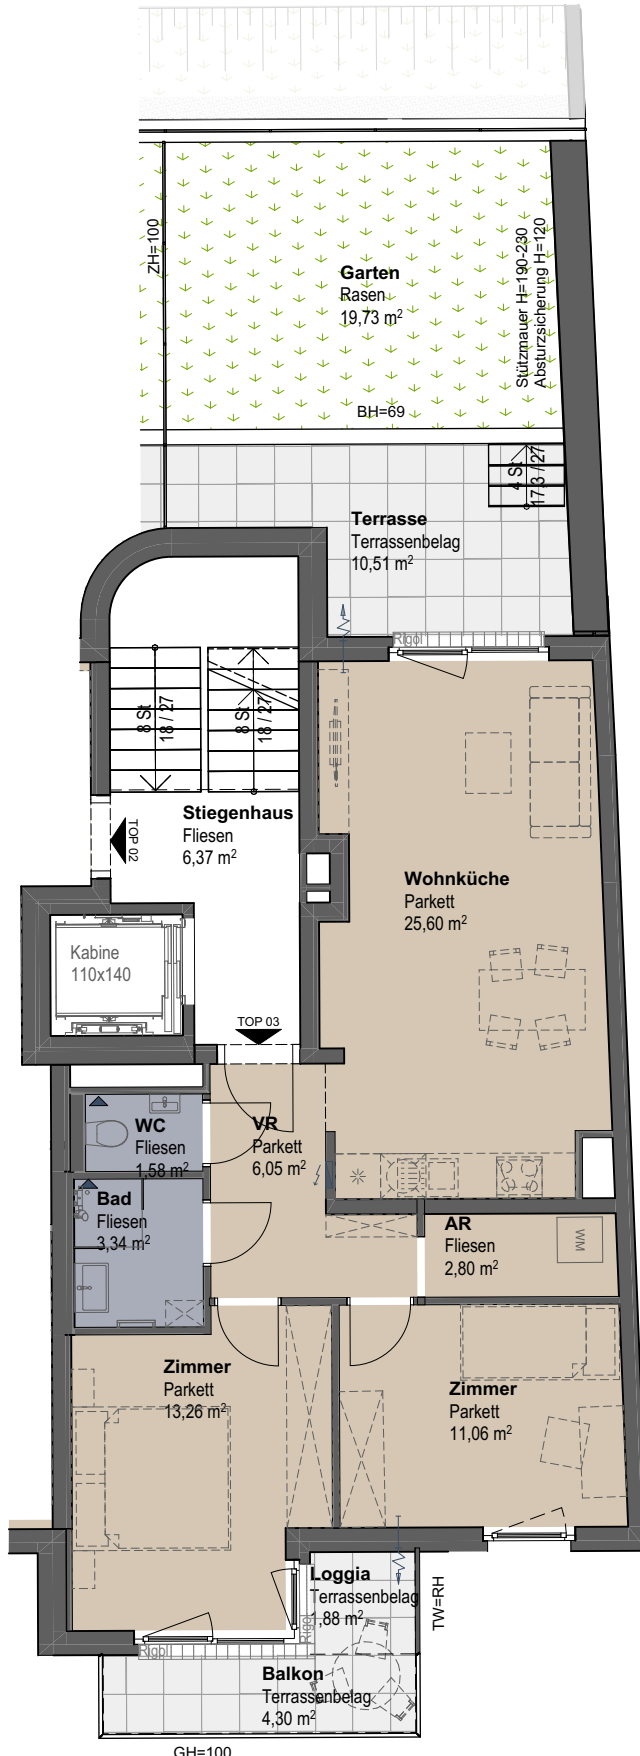 ZH=100
Garten
Rasen
19,73 m²
Stützmauer H=190-230
Absturzsicherung H=120
BH=69
4 St
17.3 / 27
Terrasse
Terrassenbelag
10,51 m²
Rigol
8 St
18 / 27
8 St
18 / 27
Stiegenhaus
Fliesen
6,37 m²
TOP 02
Wohnküche
Parkett
25,60 m²
Kabine
110x140
TOP 03
WC
Fliesen
1,58 m²
VR
Parkett
6,05 m²
Bad
Fliesen
3,34 m²
AR
Fliesen
2,80 m²
WM
Zimmer
Parkett
13,26 m²
Zimmer
Parkett
11,06 m²
Loggia
Terrassenbelag
1,88 m²
TW=RH
Rigol
Rigol
Balkon
Terrassenbelag
4,30 m²
GH=100